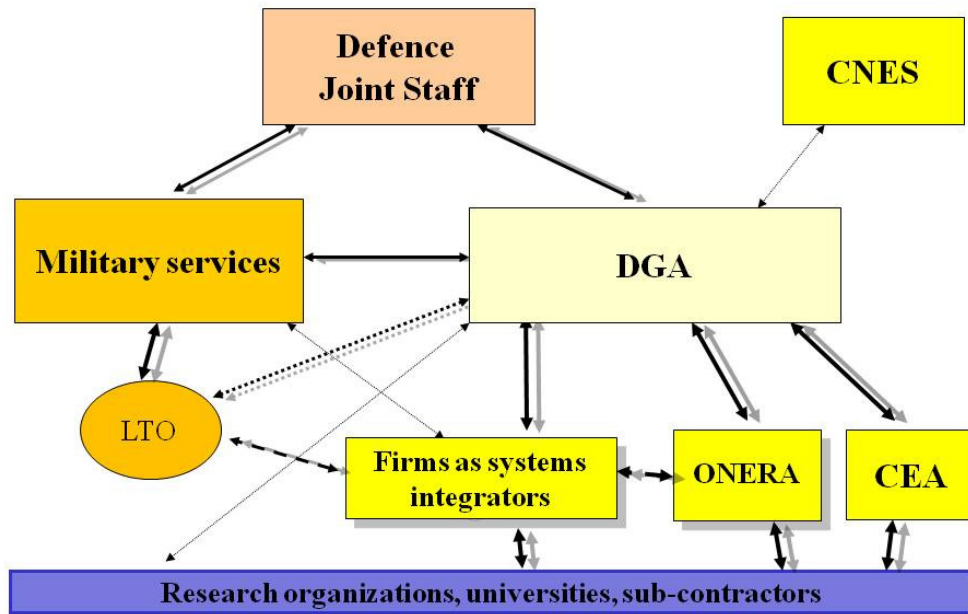 Defence
Joint Staff
CNES
Military services
DGA
LTO
Firms as systems
integrators
ONERA
CEA
Research organizations, universities, sub-contractors